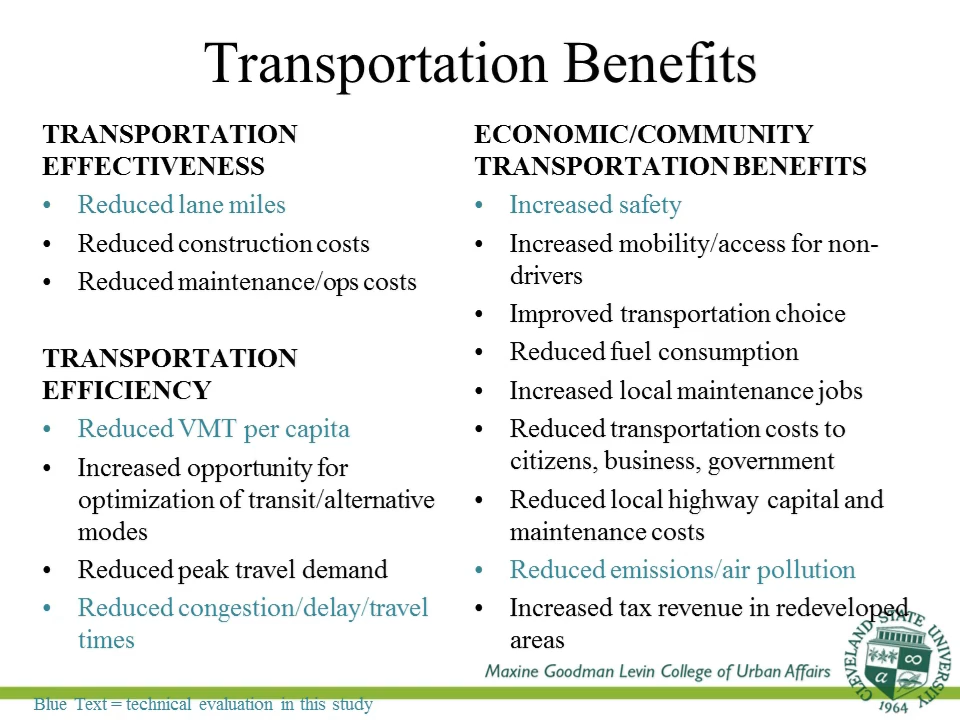 Transportation Benefits
TRANSPORTATION
EFFECTIVENESS
• Reduced lane miles
• Reduced construction costs
• Reduced maintenance/ops costs
TRANSPORTATION
EFFICIENCY
• Reduced VMT per capita
• Increased opportunity for
optimization of transit/alternative
modes
• Reduced peak travel demand
• Reduced congestion/delay/travel
times
ECONOMIC/COMMUNITY
TRANSPORTATION BENEFITS
• Increased safety
• Increased mobility/access for non-
drivers
• Improved transportation choice
• Reduced fuel consumption
• Increased local maintenance jobs
• Reduced transportation costs to
citizens, business, government
• Reduced local highway capital and
maintenance costs
• Reduced emissions/air pollution
• Increased tax revenue in redeveloped
areas
Maxine Goodman Levin College of Urban Affairs
CLEVELAND STATE UNIVERSITY
1964
Blue Text = technical evaluation in this study